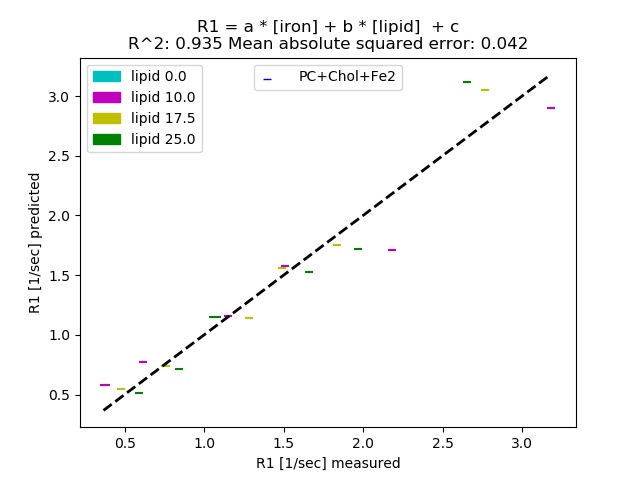 R1 = a * [iron] + b * [lipid]  + c
R^2: 0.935 Mean absolute squared error: 0.042
lipid 0.0
lipid 10.0
lipid 17.5
lipid 25.0
PC+Chol+Fe2
R1 [1/sec] predicted
3.0
2.5
2.0
1.5
1.0
0.5
0.5 1.0 1.5 2.0 2.5 3.0
R1 [1/sec] measured